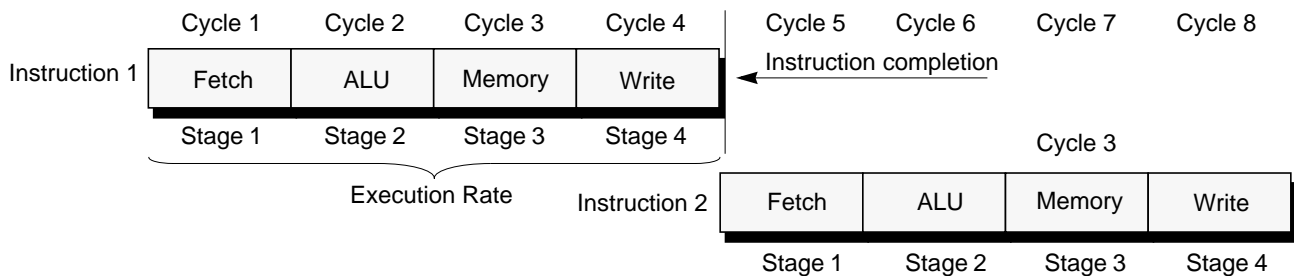 Cycle 1 Cycle 2 Cycle 3 Cycle 4 Cycle 5 Cycle 6 Cycle 7 Cycle 8
Instruction completion
Instruction 1 Fetch ALU Memory Write
Stage 1 Stage 2 Stage 3 Stage 4
Cycle 3
Execution Rate
Instruction 2 Fetch ALU Memory Write
Stage 1 Stage 2 Stage 3 Stage 4